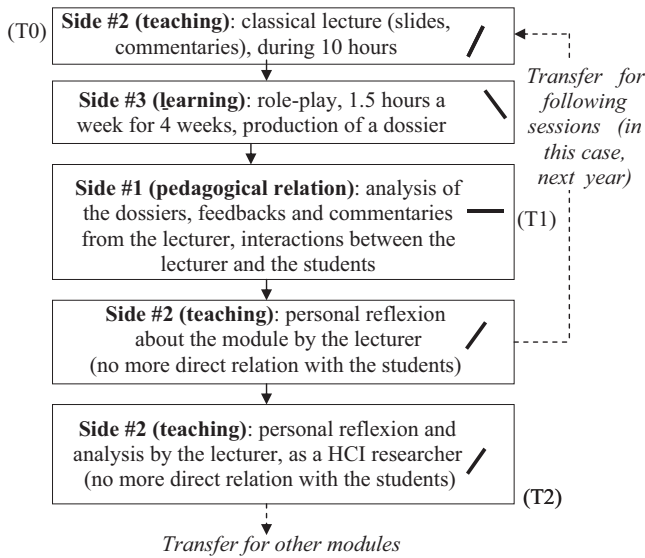 (T0)
Side #2 (teaching): classical lecture (slides,
commentaries), during 10 hours
Side #3 (learning): role-play, 1.5 hours a
week for 4 weeks, production of a dossier
Side #1 (pedagogical relation): analysis of
the dossiers, feedbacks and commentaries
from the lecturer, interactions between the
lecturer and the students
(T1)
Side #2 (teaching): personal reflexion
about the module by the lecturer
(no more direct relation with the students)
Side #2 (teaching): personal reflexion and
analysis by the lecturer, as a HCI researcher
(no more direct relation with the students)
(T2)
Transfer for other modules
Transfer for
following
sessions (in
this case,
next year)